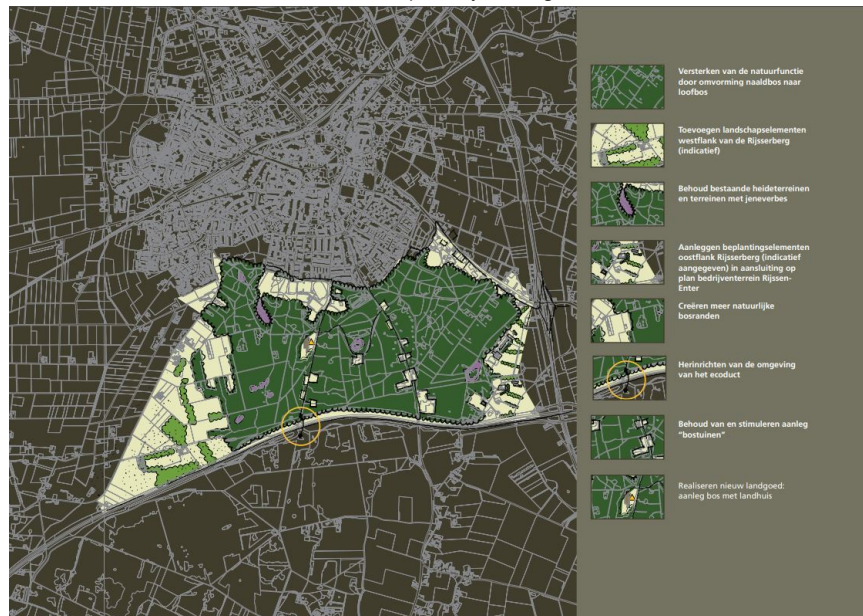 Versterken van de natuurfunctie
door omvorming naaldbos naar
loofbos
Toevoegen landschapselementen
westflank van de Rijsserberg
(indicatief)
Behoud bestaande heideterreinen
en terreinen met jeneverbes
Aanleggen beplantingselementen
oostflank Rijsserberg (indicatief
aangegeven) in aansluiting op
plan bedrijventerrein Rijssen-
Enter
Creëren meer natuurlijke
bosranden
Herinrichten van de omgeving
van het ecoduct
Behoud van en stimuleren aanleg
"bostuinen"
Realiseren nieuw landgoed:
aanleg bos met landhuis